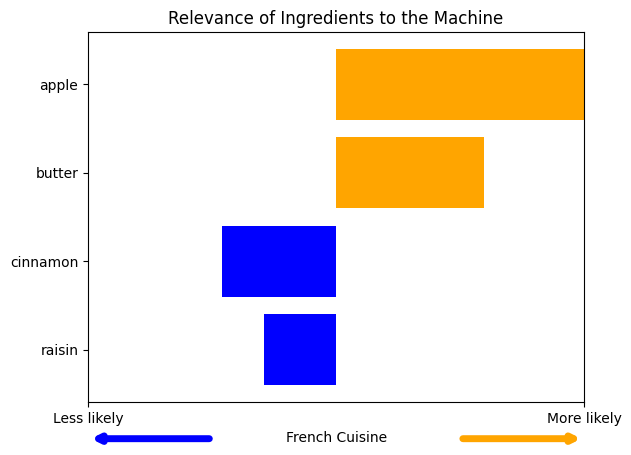 Relevance of Ingredients to the Machine
apple
butter
cinnamon
raisin
Less likely
More likely
French Cuisine